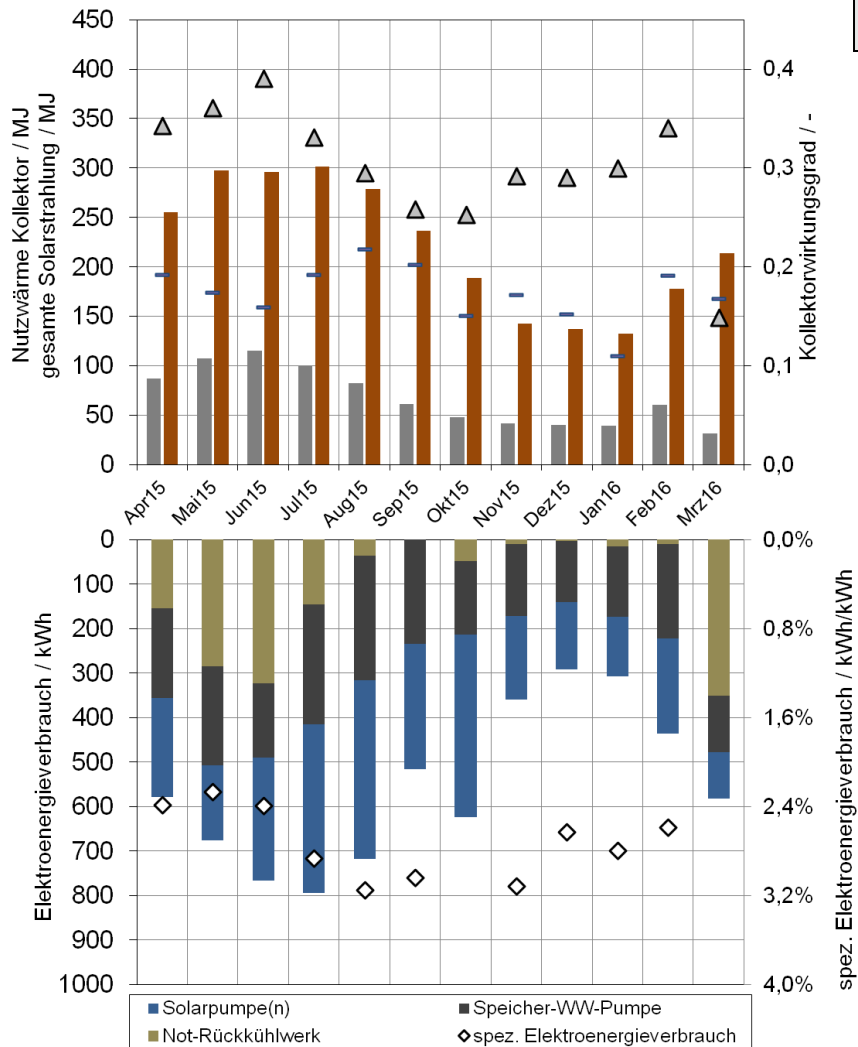 Nutzwärme Kollektor / MJ
gesamte Solarstrahlung / MJ
450
400
350
300
250
200
150
100
50
0
0,4
0,3
0,2
0,1
0,0
Kollektorwirkungsgrad / -
Apr15
Mai15
Jun15
Jul15
Aug15
Sep15
Okt15
Nov15
Dez15
Jan16
Feb16
Mrz16
Elektroenergieverbrauch / kWh
0
100
200
300
400
500
600
700
800
900
1000
0,0%
0,8%
1,6%
2,4%
3,2%
4,0%
spez. Elektroenergieverbrauch / kWh/kWh
Solarpumpe(n)
Speicher-WW-Pumpe
Not-Rückkühlwerk
spez. Elektroenergieverbrauch